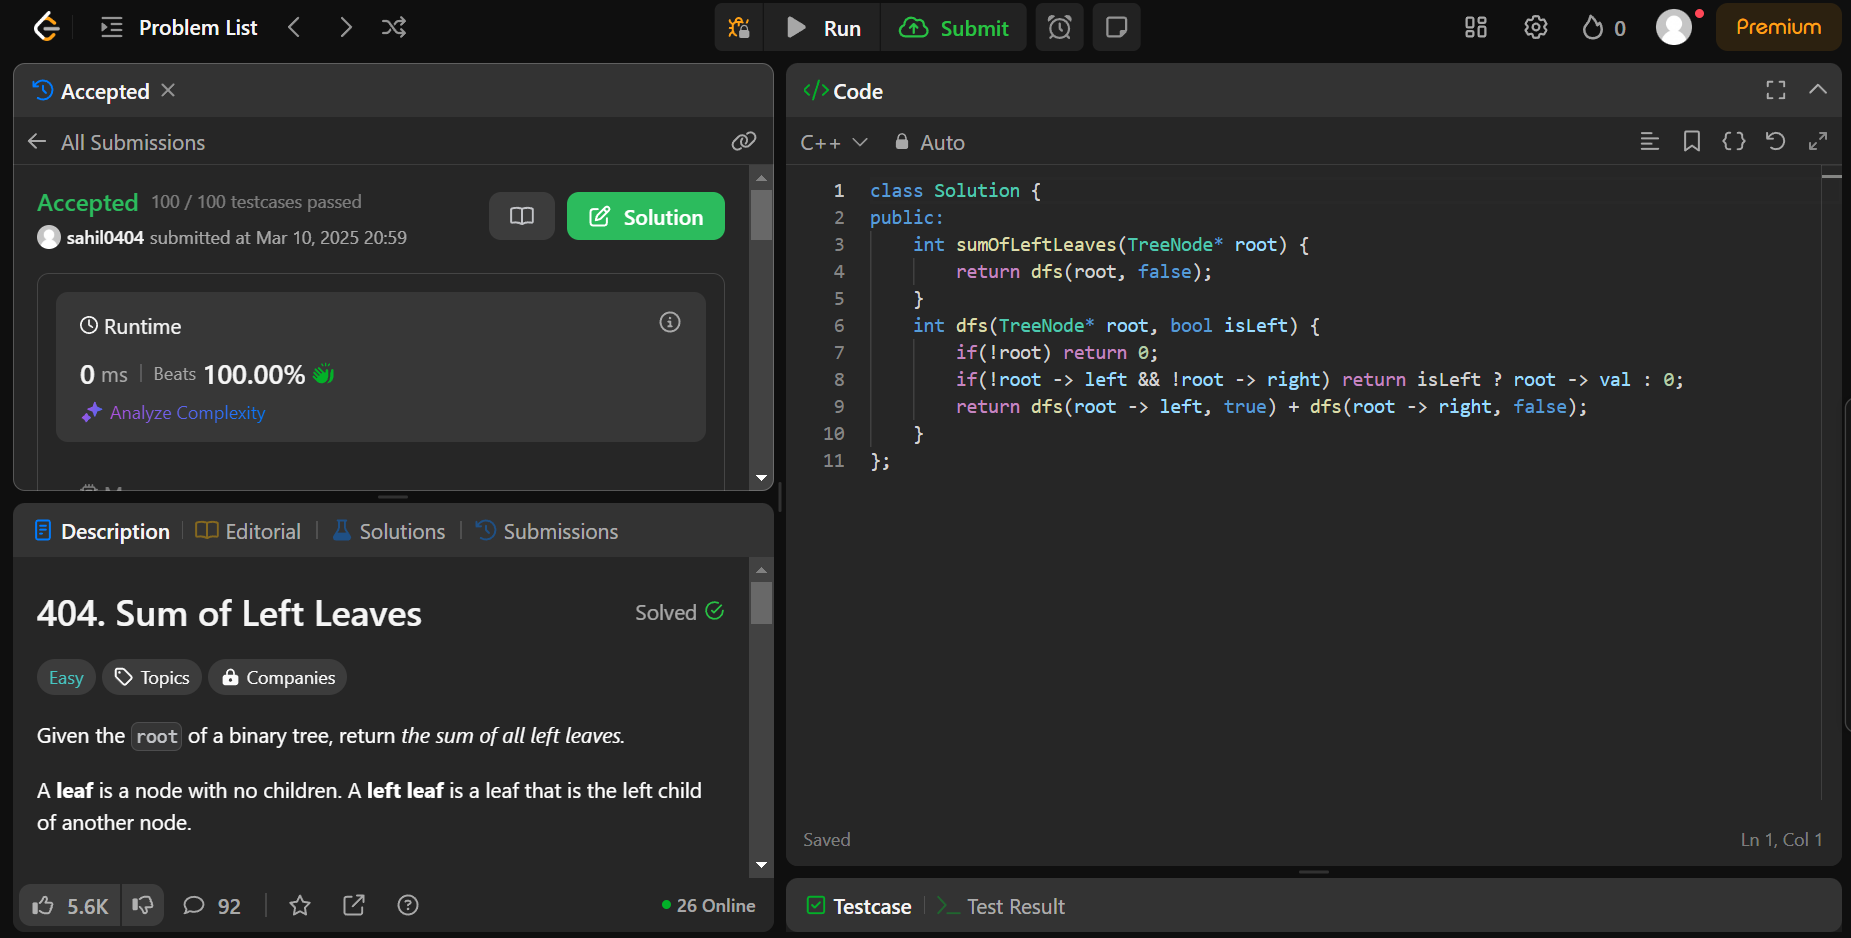 Problem List
Run
Submit
0
Premium
Accepted
All Submissions
Accepted 100 / 100 testcases passed
sahil0404 submitted at Mar 10, 2025 20:59
Solution
Runtime
0 ms | Beats 100.00%
Analyze Complexity
Description
Editorial
Solutions
Submissions
404. Sum of Left Leaves
Solved
Easy
Topics
Companies
Given the root of a binary tree, return the sum of all left leaves.
A leaf is a node with no children. A left leaf is a leaf that is the left child
of another node.
5.6K
92
26 Online
</> Code
C++
Auto
1 class Solution {
2 public:
3     int sumOfLeftLeaves(TreeNode* root) {
4         return dfs(root, false);
5     }
6     int dfs(TreeNode* root, bool isLeft) {
7         if(!root) return 0;
8         if(!root -> left && !root -> right) return isLeft ? root -> val : 0;
9         return dfs(root -> left, true) + dfs(root -> right, false);
10     }
11 };
Saved
Ln 1, Col 1
Testcase
Test Result